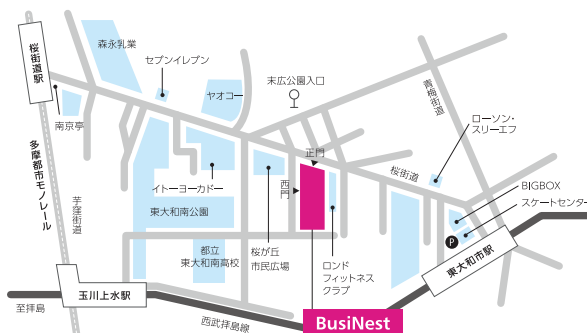 森永乳業
セブンイレブン
桜街道駅
ヤオコー
末広公園入口
青梅街道
南京亭
ローソン・
スリーエフ
正門
桜街道
多摩都市モノレール
芋窪街道
イトーヨーカドー
西門
BIGBOX
スケートセンター
東大和南公園
P
都立
東大和南高校
桜が丘
市民広場
ロンド
フィットネス
クラブ
東大和市駅
玉川上水駅
至拝島
西武拝島線
BusiNest